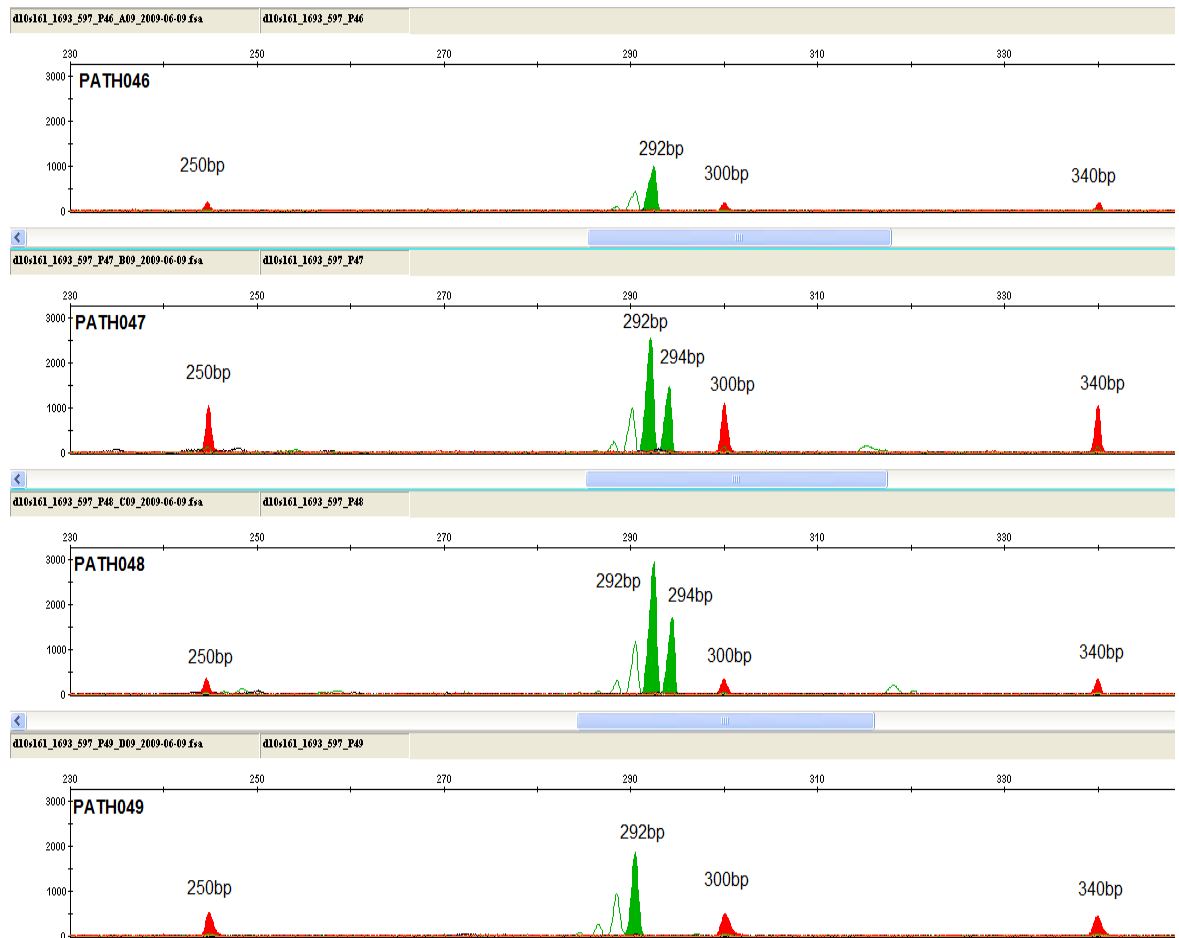 d10s161_1693_597_P46_A09_2009-06-09.fsa d10s161_1693_597_P46
230 250 270 290 310 330
3000
PATH046
2000
1000
0
250bp 292bp 300bp 340bp
d10s161_1693_597_P47_B09_2009-06-09.fsa d10s161_1693_597_P47
230 250 270 290 310 330
3000
PATH047
2000
1000
0
250bp 292bp 294bp 300bp 340bp
d10s161_1693_597_P48_C09_2009-06-09.fsa d10s161_1693_597_P48
230 250 270 290 310 330
3000
PATH048
2000
1000
0
250bp 292bp 294bp 300bp 340bp
d10s161_1693_597_P49_D09_2009-06-09.fsa d10s161_1693_597_P49
230 250 270 290 310 330
3000
PATH049
2000
1000
0
250bp 292bp 300bp 340bp